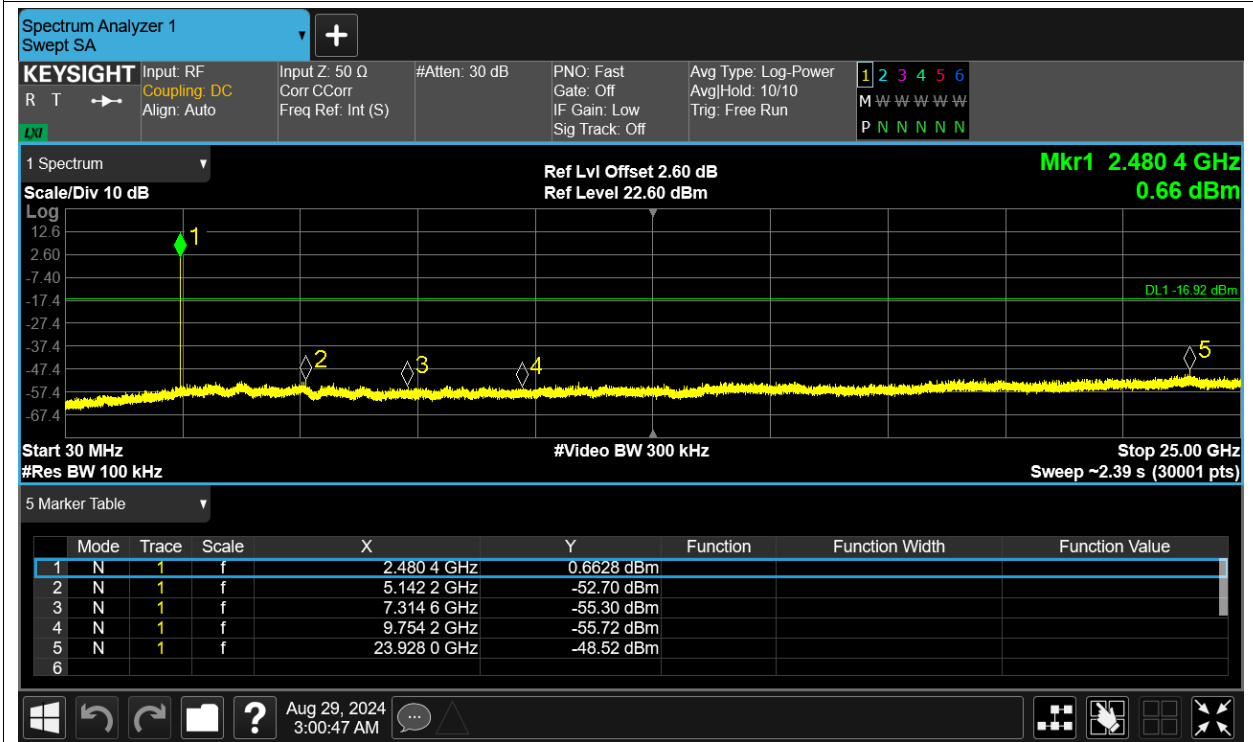 Spectrum Analyzer 1
Swept SA
KEYSIGHT Input: RF Input Z: 50 Ω #Atten: 30 dB PNO: Fast Avg Type: Log-Power 1 2 3 4 5 6
R T Coupling: DC Corr CCorr Gate: Off Avg|Hold: 10/10 M W W W W W
Align: Auto Freq Ref: Int (S) IF Gain: Low Trig: Free Run
LXI Sig Track: Off P N N N N N
1 Spectrum Ref Lvl Offset 2.60 dB Mkr1 2.480 4 GHz
Scale/Div 10 dB Ref Level 22.60 dBm 0.66 dBm
Log
12.6 1
2.60
-7.40
-17.4 DL1 -16.92 dBm
-27.4
-37.4 2 3 4 5
-47.4
-57.4
-67.4
Start 30 MHz #Video BW 300 kHz Stop 25.00 GHz
#Res BW 100 kHz Sweep ~2.39 s (30001 pts)
5 Marker Table
Mode Trace Scale X Y Function Function Width Function Value
1 N 1 f 2.480 4 GHz 0.6628 dBm
2 N 1 f 5.142 2 GHz -52.70 dBm
3 N 1 f 7.314 6 GHz -55.30 dBm
4 N 1 f 9.754 2 GHz -55.72 dBm
5 N 1 f 23.928 0 GHz -48.52 dBm
6
? Aug 29, 2024
3:00:47 AM